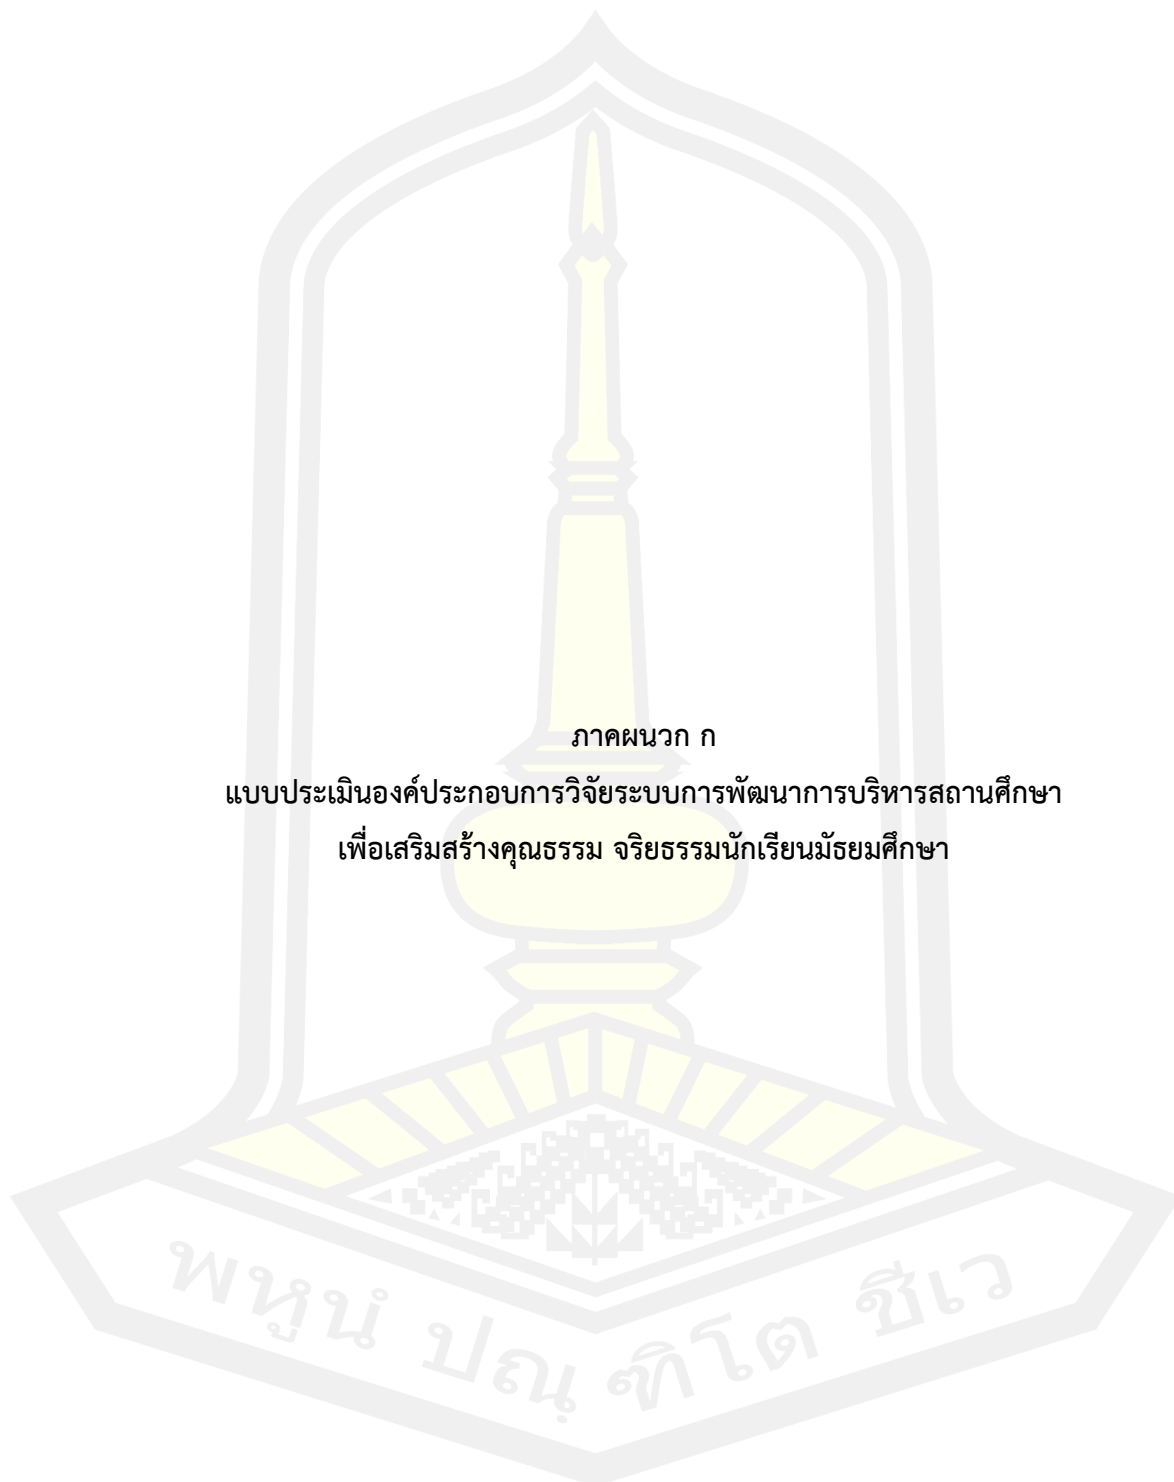 ภาคผนวก ก
แบบประเมินองค์ประกอบการวิจัยระบบการพัฒนาการบริหารสถานศึกษา
เพื่อเสริมสร้างคุณธรรม จริยธรรมนักเรียนมัธยมศึกษา
พหูนํ ปณฺฑิโต ชีเว